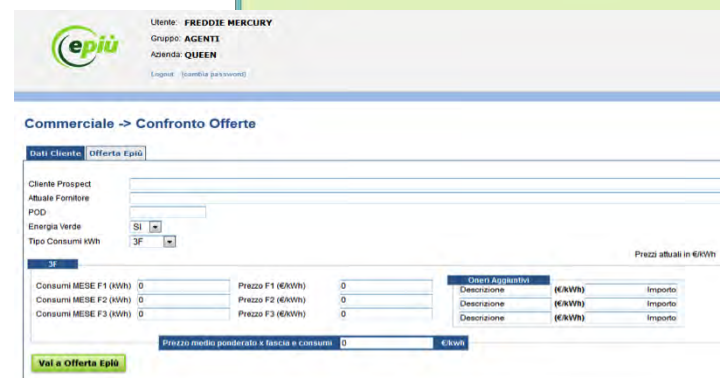 Utente: FREDDIE MERCURY
epiù
Gruppo: AGENTI
Azienda: QUEEN
Logout (cambia password)
Commerciale -> Confronto Offerte
Dati Cliente Offerta Epiù
Cliente Prospect
Attuale Fornitore
POD
Energia Verde SI
Tipo Consumi kWh 3F
Prezzi attuali in €/kWh
3F
Oneri Aggiuntivi
Consumi MESE F1 (kWh) 0 Prezzo F1 (€/kWh) 0 Descrizione (€/kWh) Importo
Consumi MESE F2 (kWh) 0 Prezzo F2 (€/kWh) 0 Descrizione (€/kWh) Importo
Consumi MESE F3 (kWh) 0 Prezzo F3 (€/kWh) 0 Descrizione (€/kWh) Importo
Prezzo medio ponderato x fascia e consumi 0 €/kwh
Vai a Offerta Epiù